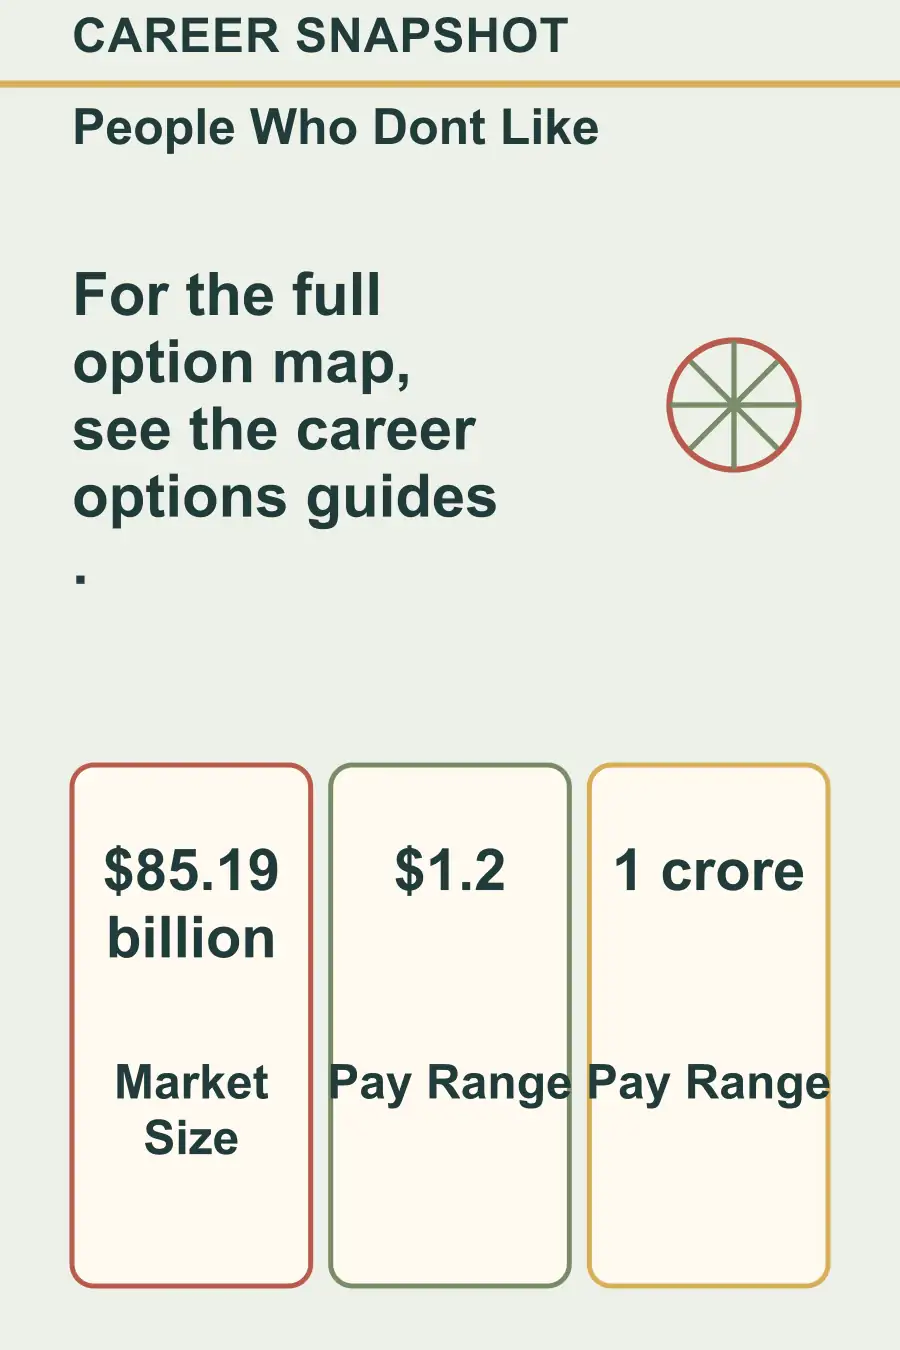 CAREER SNAPSHOT
People Who Dont Like
For the full
option map,
see the career
options guides
.
$85.19
billion
Market
Size
$1.2
Pay Range
1 crore
Pay Range